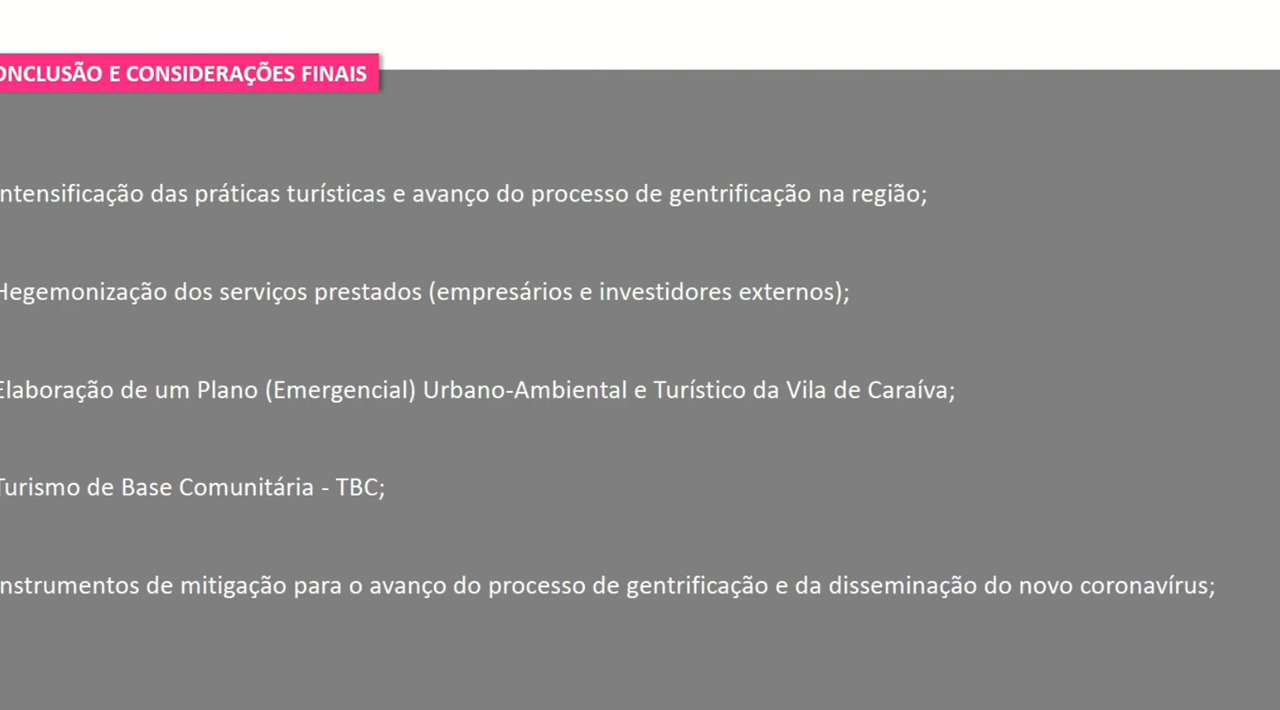 ONCLUSÃO E CONSIDERAÇÕES FINAIS
ntensificação das práticas turísticas e avanço do processo de gentrificação na região;
Hegemonização dos serviços prestados (empresários e investidores externos);
Elaboração de um Plano (Emergencial) Urbano-Ambiental e Turístico da Vila de Caraíva;
Turismo de Base Comunitária - TBC;
nstrumentos de mitigação para o avanço do processo de gentrificação e da disseminação do novo coronavírus;